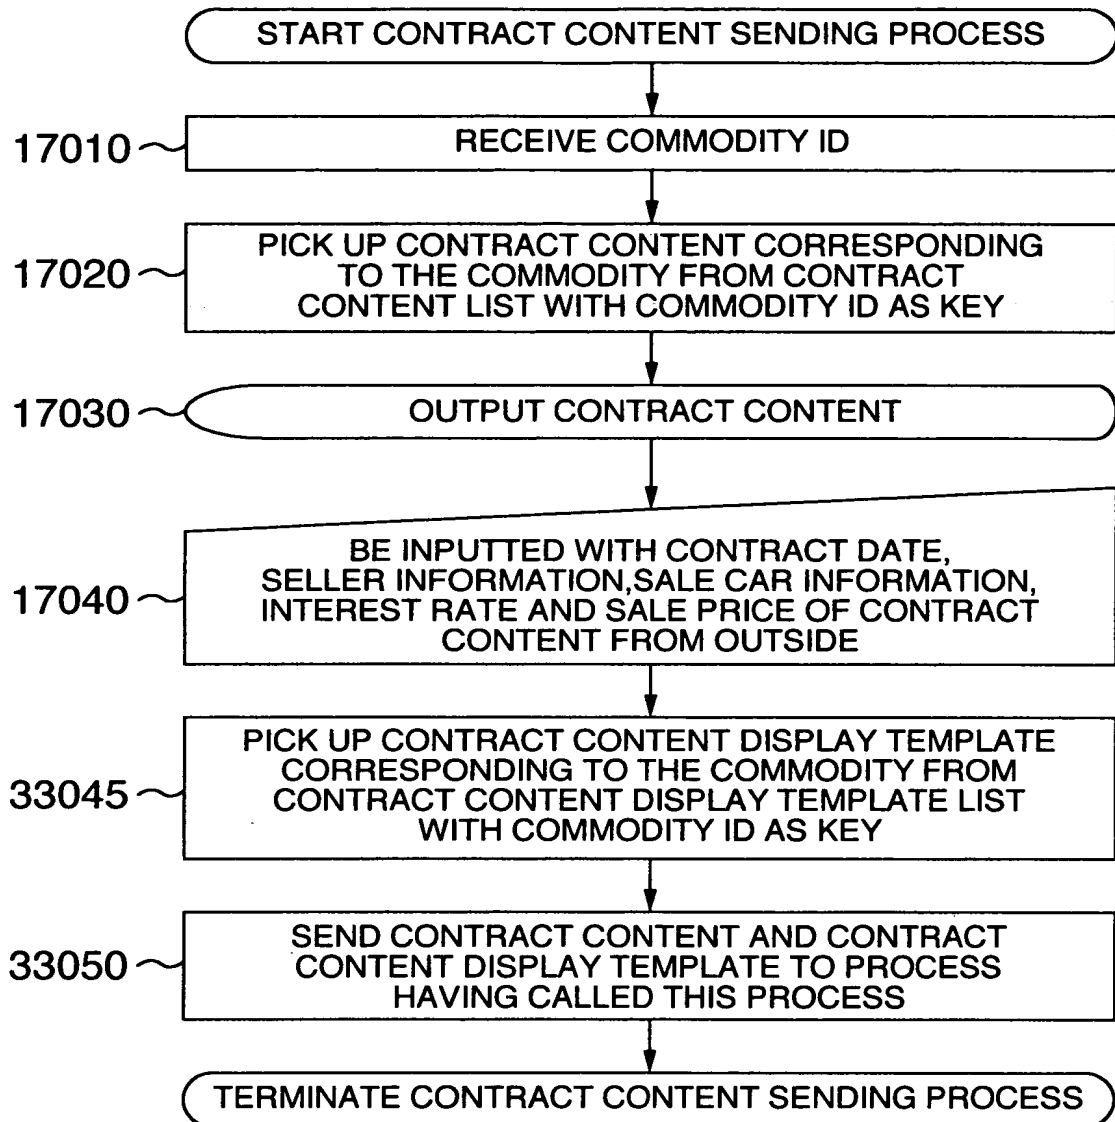 START CONTRACT CONTENT SENDING PROCESS
17010
RECEIVE COMMODITY ID
17020
PICK UP CONTRACT CONTENT CORRESPONDING
TO THE COMMODITY FROM CONTRACT
CONTENT LIST WITH COMMODITY ID AS KEY
17030
OUTPUT CONTRACT CONTENT
17040
BE INPUTTED WITH CONTRACT DATE,
SELLER INFORMATION,SALE CAR INFORMATION,
INTEREST RATE AND SALE PRICE OF CONTRACT
CONTENT FROM OUTSIDE
33045
PICK UP CONTRACT CONTENT DISPLAY TEMPLATE
CORRESPONDING TO THE COMMODITY FROM
CONTRACT CONTENT DISPLAY TEMPLATE LIST
WITH COMMODITY ID AS KEY
33050
SEND CONTRACT CONTENT AND CONTRACT
CONTENT DISPLAY TEMPLATE TO PROCESS
HAVING CALLED THIS PROCESS
TERMINATE CONTRACT CONTENT SENDING PROCESS